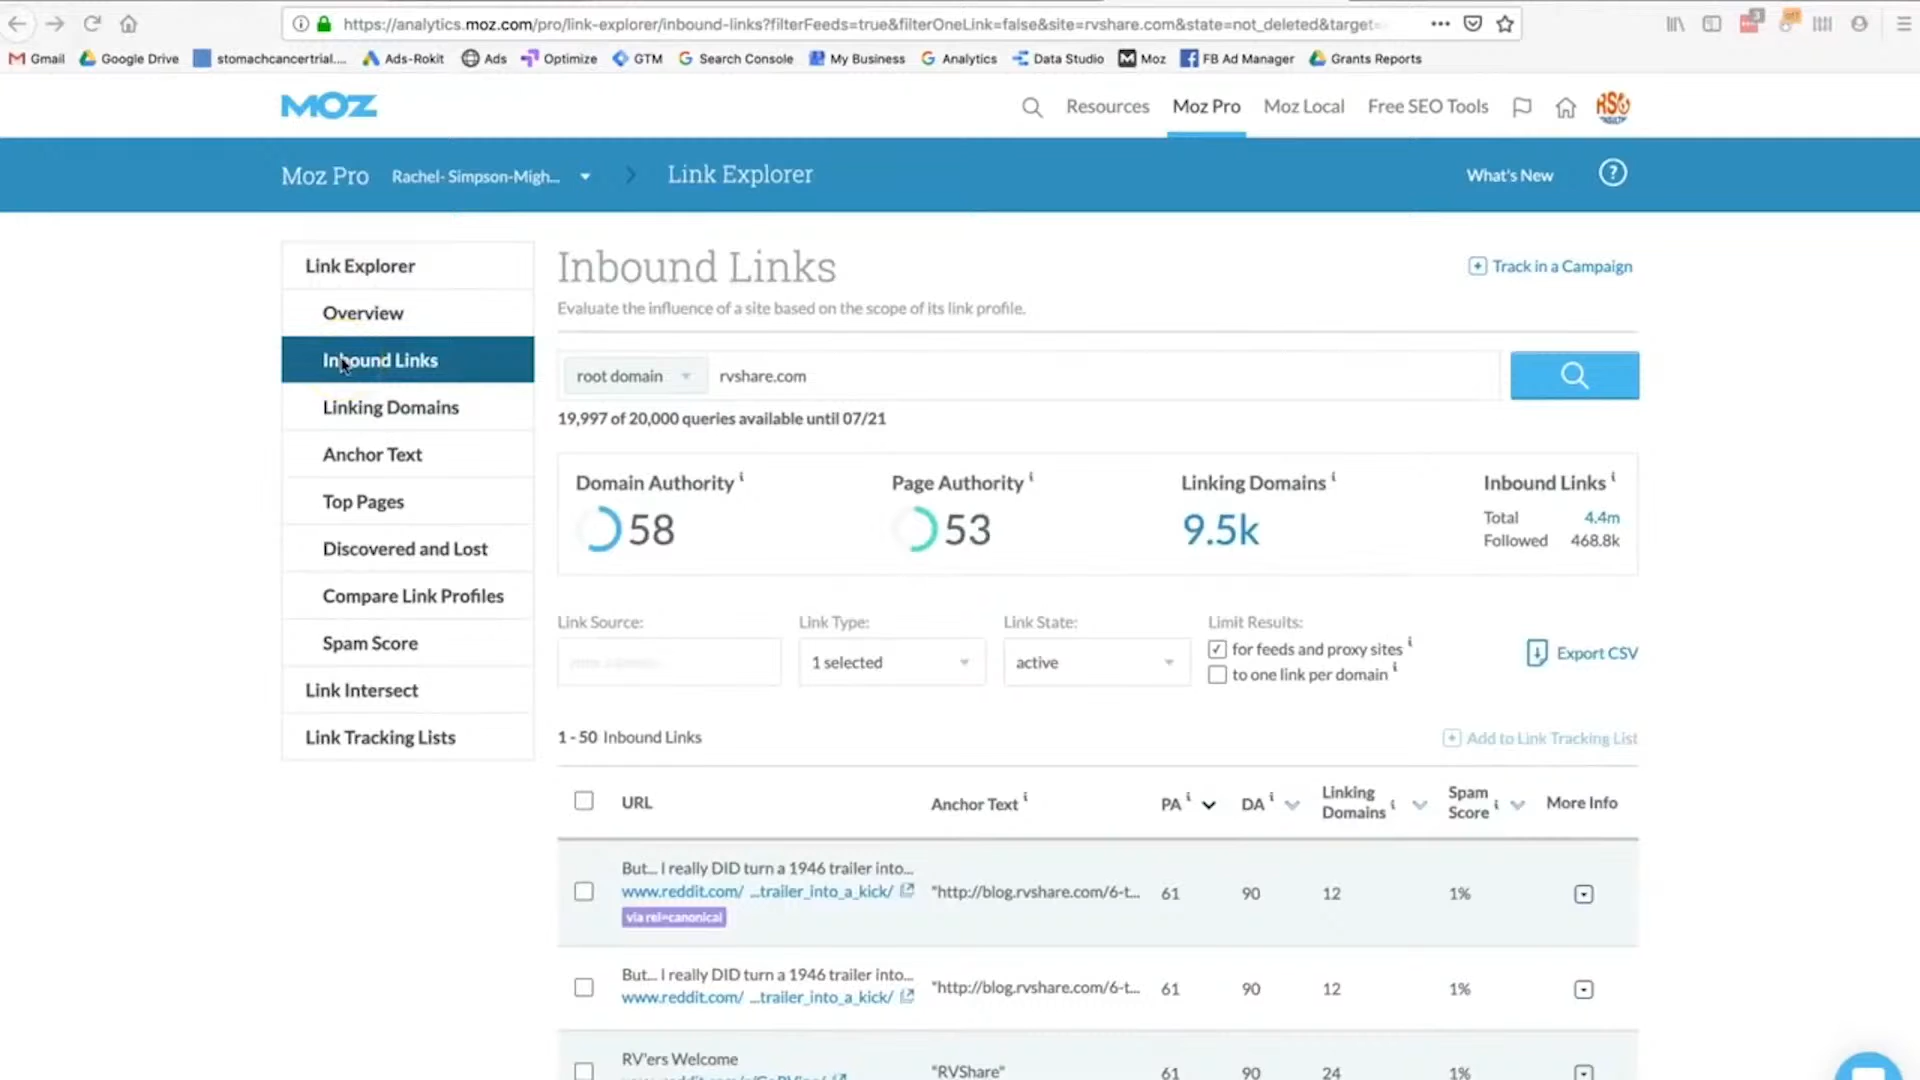 https://analytics.moz.com/pro/link-explorer/inbound-links?filterFeeds=true&filterOneLink=false&site=rvshare.com&state=not_deleted&target=
Gmail Google Drive stomachcancertrial.... Ads-Rokit Ads Optimize GTM Search Console My Business Analytics Data Studio Moz FB Ad Manager Grants Reports
MOZ Resources Moz Pro Moz Local Free SEO Tools
Moz Pro Rachel- Simpson-Migh... Link Explorer What's New ?
Link Explorer
Overview
Inbound Links
Linking Domains
Anchor Text
Top Pages
Discovered and Lost
Compare Link Profiles
Spam Score
Link Intersect
Link Tracking Lists
Inbound Links
Track in a Campaign
Evaluate the influence of a site based on the scope of its link profile.
root domain rvshare.com
19,997 of 20,000 queries available until 07/21
Domain Authority i Page Authority i Linking Domains i Inbound Links i
58 53 9.5k
Total 4.4m
Followed 468.8k
Link Source: Link Type: Link State: Limit Results:
1 selected active
for feeds and proxy sites i
to one link per domain i
Export CSV
1 - 50 Inbound Links Add to Link Tracking List
URL Anchor Text i PA i DA i Linking Domains i Spam Score i More Info
But... I really DID turn a 1946 trailer into...
www.reddit.com/ ...trailer_into_a_kick/ "http://blog.rvshare.com/6-t... 61 90 12 1%
via rel=canonical
But... I really DID turn a 1946 trailer into...
www.reddit.com/ ...trailer_into_a_kick/ "http://blog.rvshare.com/6-t... 61 90 12 1%
RV'ers Welcome
"RVShare" 61 90 24 1%